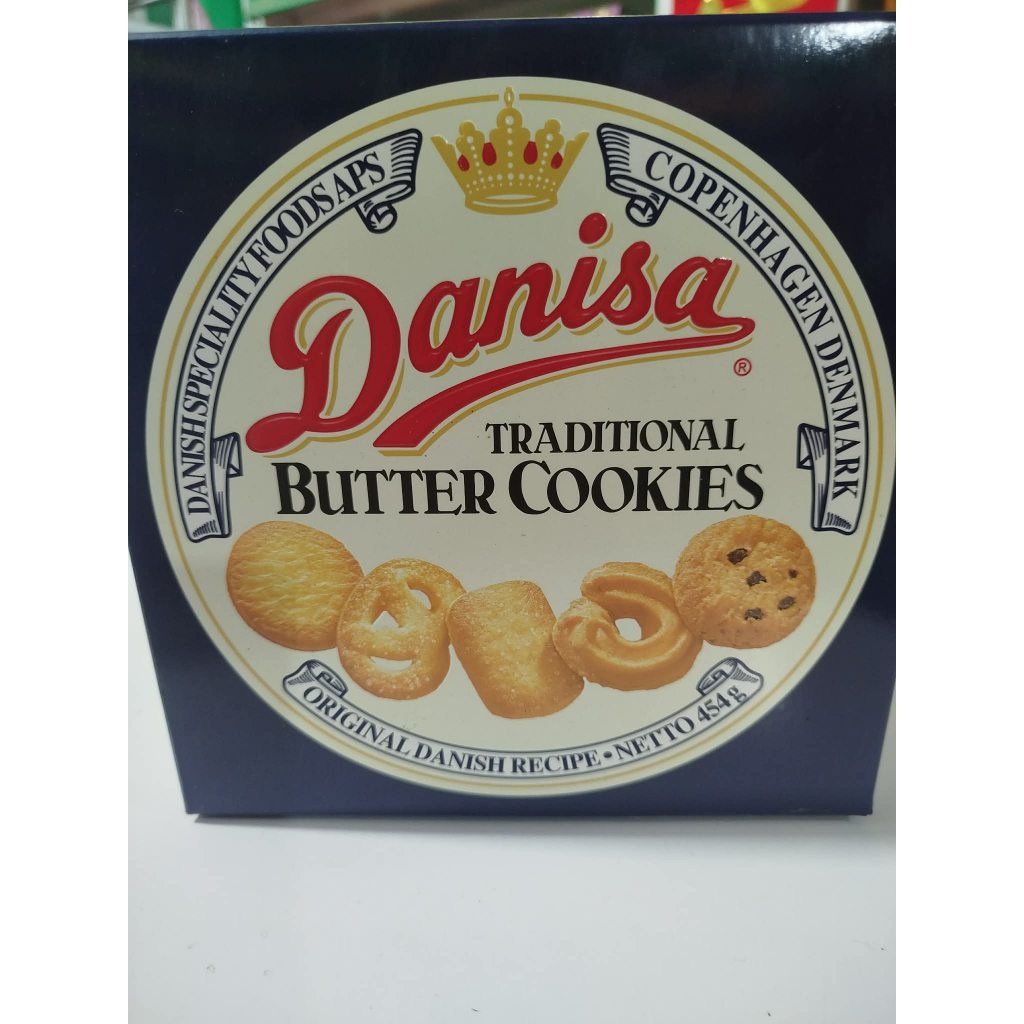 DANISH SPECIALITY FOODS APS
COPENHAGEN DENMARK
Danisa
®
TRADITIONAL
BUTTER COOKIES
ORIGINAL DANISH RECIPE • NETTO 454 g